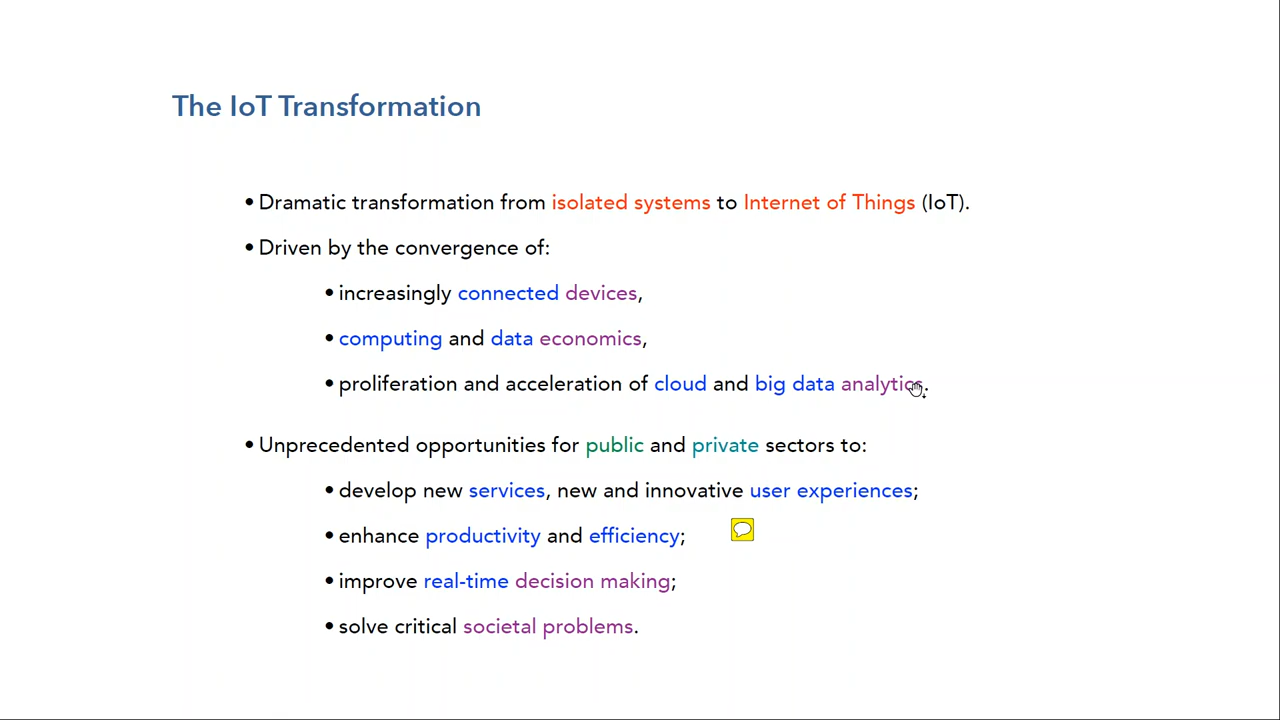 The IoT Transformation
• Dramatic transformation from isolated systems to Internet of Things (IoT).
• Driven by the convergence of:
• increasingly connected devices,
• computing and data economics,
• proliferation and acceleration of cloud and big data analytics.
• Unprecedented opportunities for public and private sectors to:
• develop new services, new and innovative user experiences;
• enhance productivity and efficiency;
• improve real-time decision making;
• solve critical societal problems.